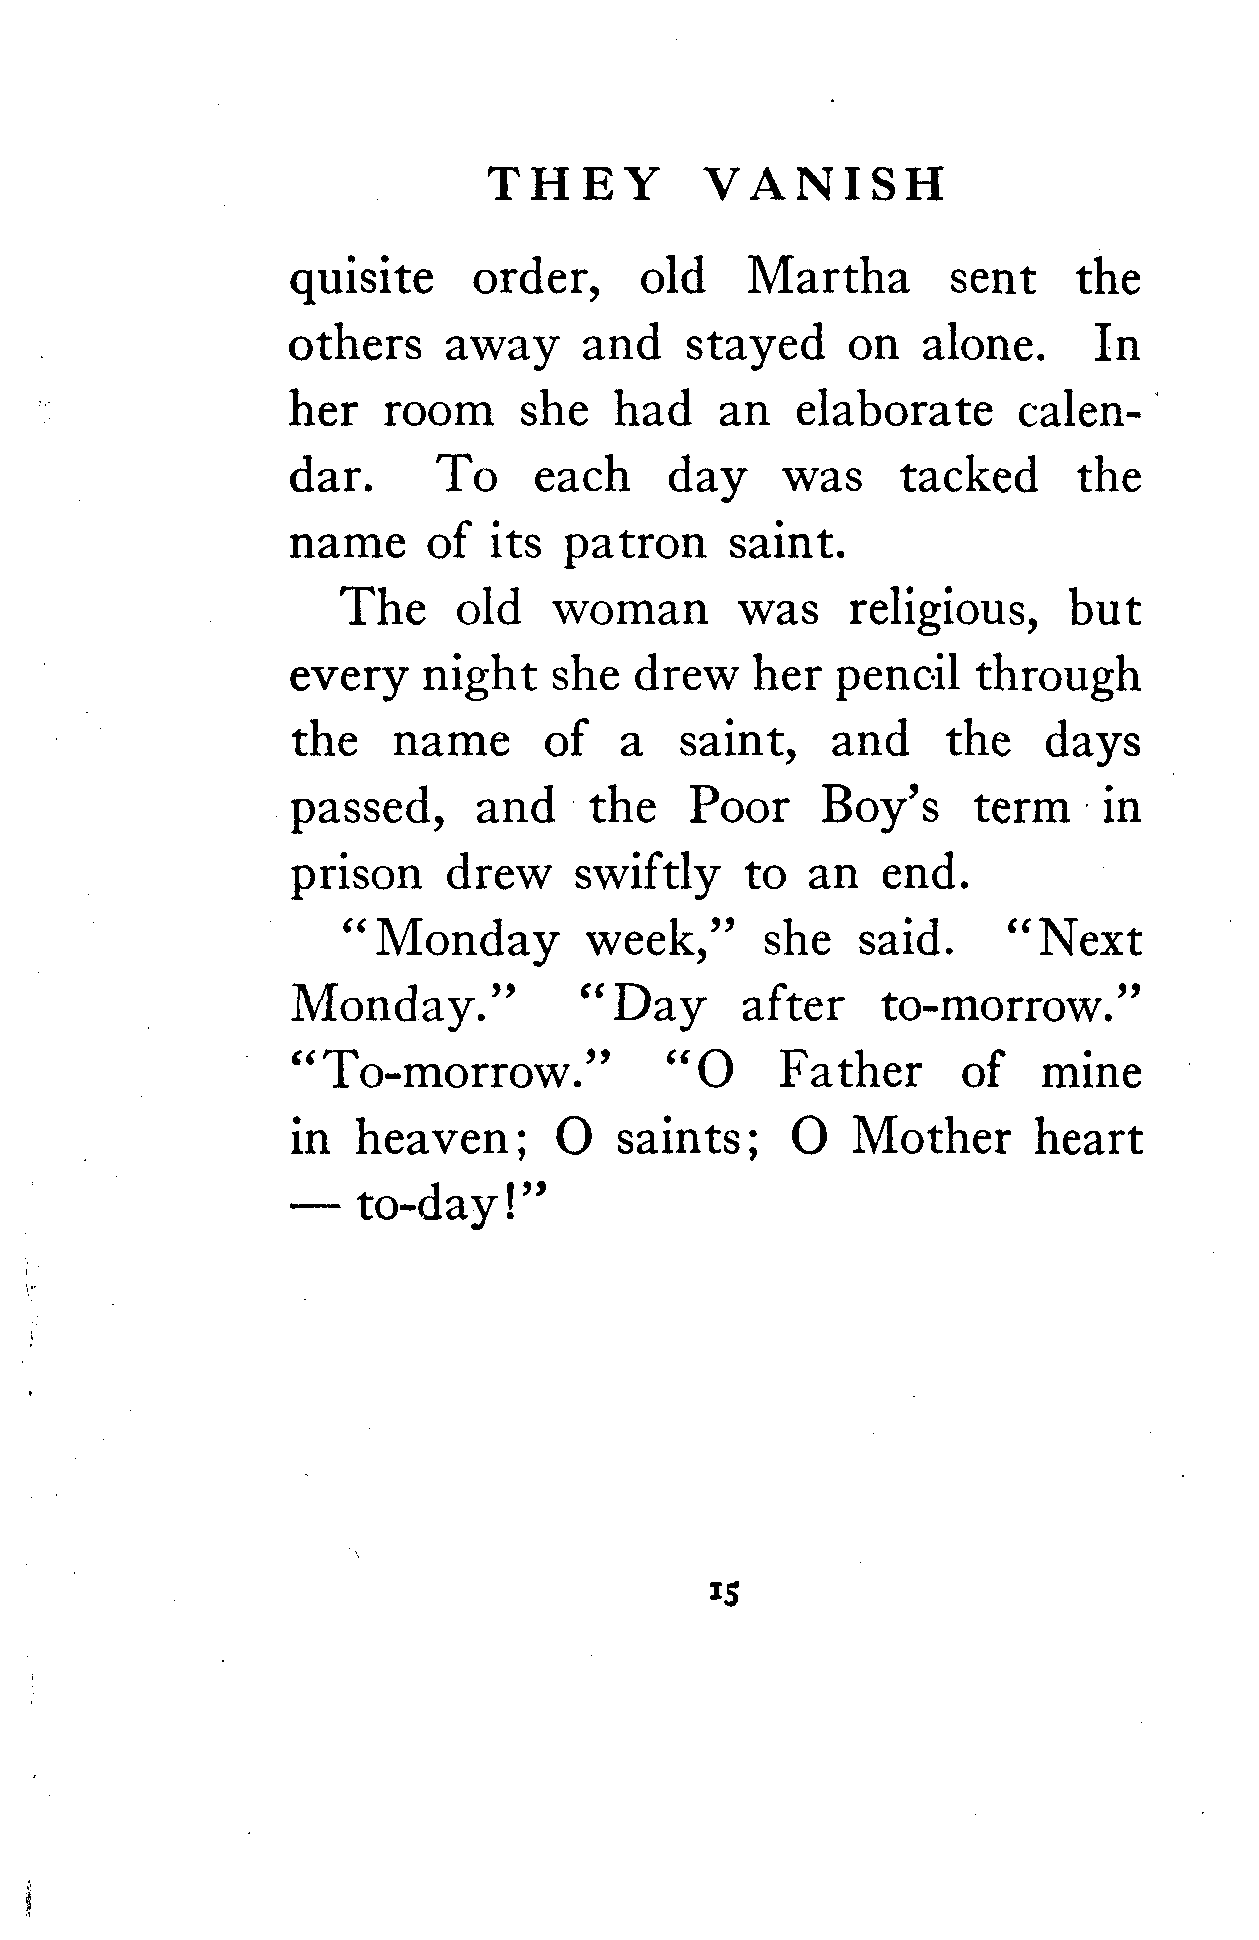 THEY VANISH
quisite order, old Martha sent the
others away and stayed on alone. In
her room she had an elaborate calen-
dar. To each day was tacked the
name of its patron saint.
The old woman was religious, but
every night she drew her pencil through
the name of a saint, and the days
passed, and the Poor Boy's term in
prison drew swiftly to an end.
"Monday week," she said. "Next
Monday." "Day after to-morrow."
"To-morrow." "O Father of mine
in heaven; O saints; O Mother heart
— to-day!"
15